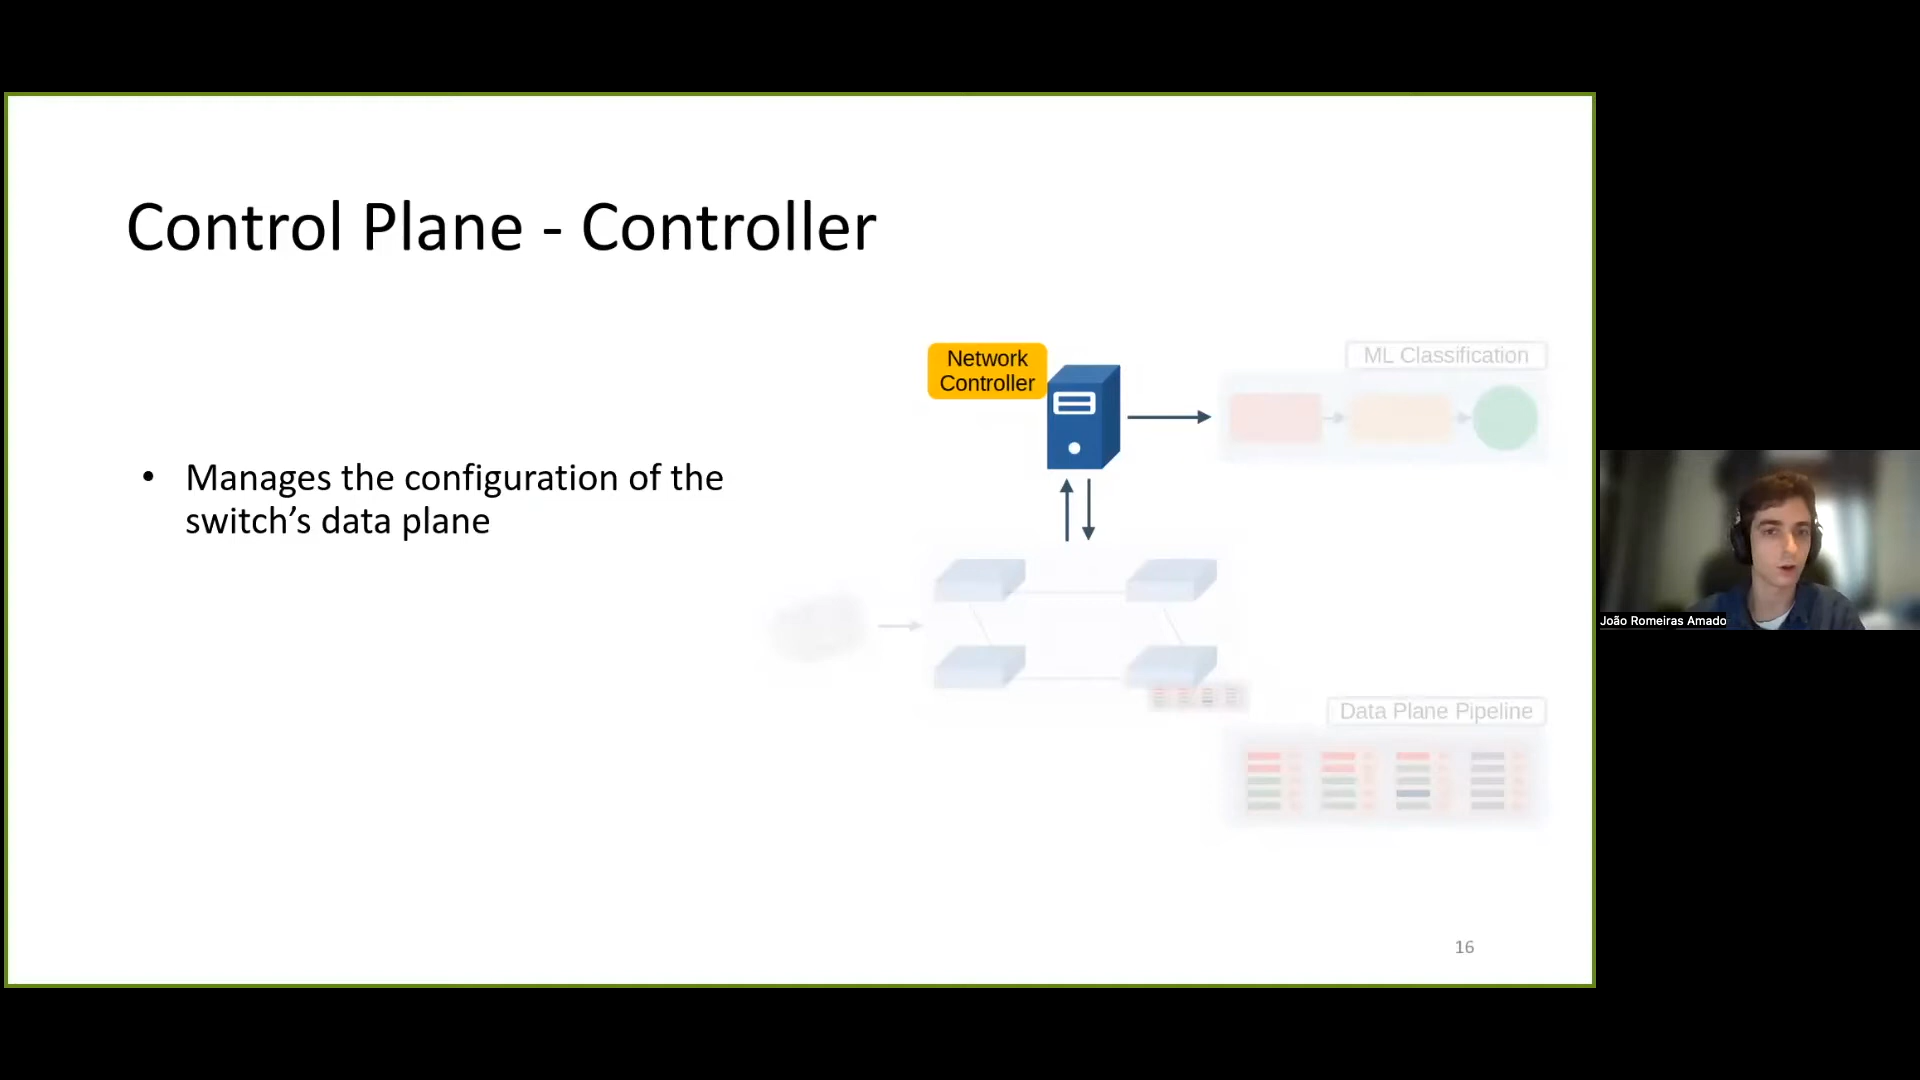 Control Plane - Controller
Network
Controller
ML Classification
• Manages the configuration of the
switch’s data plane
João Romeiras Amado
Data Plane Pipeline
16